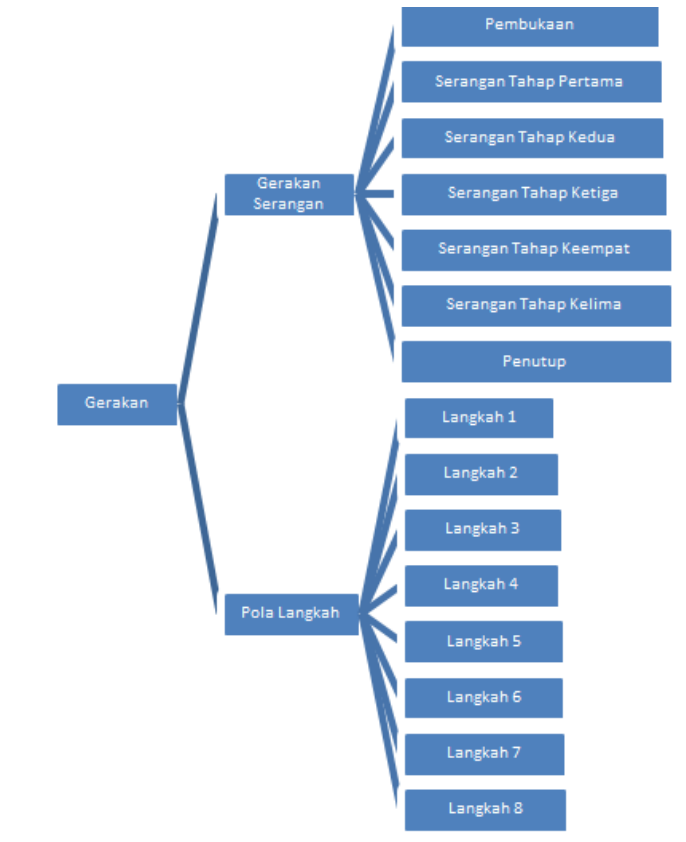 Pembukaan
Serangan Tahap Pertama
Serangan Tahap Kedua
Gerakan
Serangan
Serangan Tahap Ketiga
Serangan Tahap Keempat
Serangan Tahap Kelima
Penutup
Gerakan
Langkah 1
Langkah 2
Langkah 3
Langkah 4
Pola Langkah
Langkah 5
Langkah 6
Langkah 7
Langkah 8